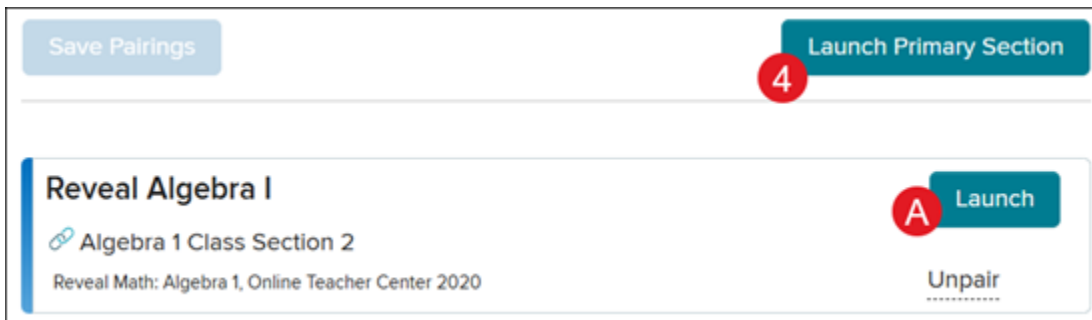 Save Pairings
Launch Primary Section
4
Reveal Algebra I
A
Launch
Algebra 1 Class Section 2
Reveal Math: Algebra 1, Online Teacher Center 2020
Unpair